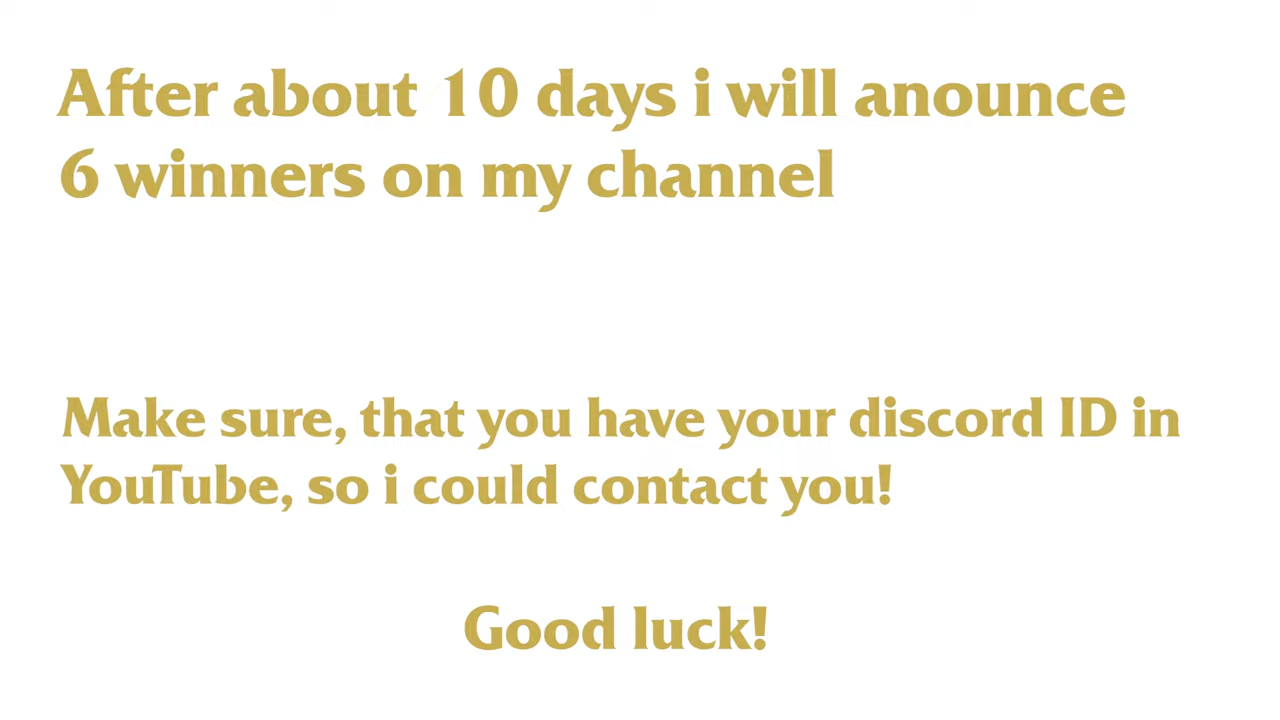 After about 10 days i will anounce
6 winners on my channel
Make sure, that you have your discord ID in
YouTube, so i could contact you!
Good luck!